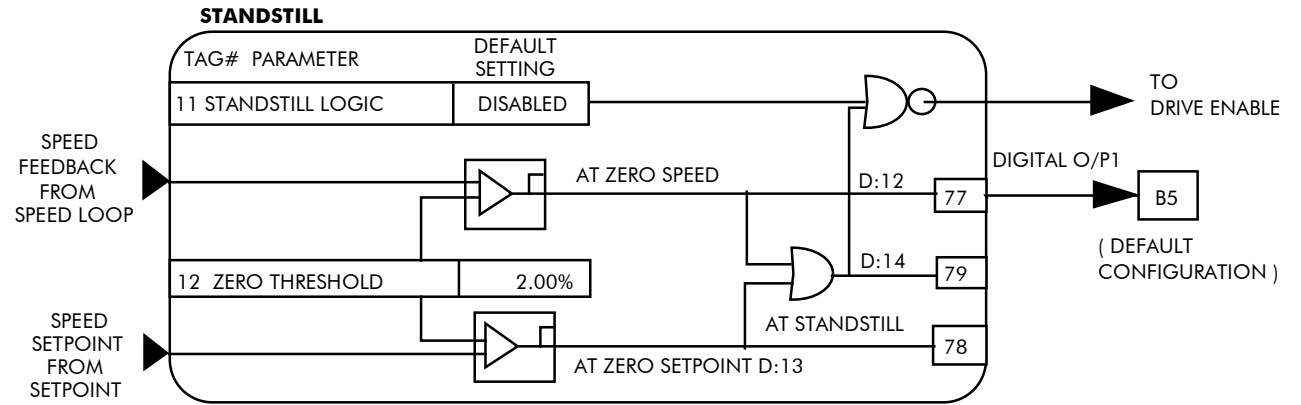 STANDSTILL
TAG#  PARAMETER
DEFAULT
SETTING
11 STANDSTILL LOGIC
DISABLED
TO
DRIVE ENABLE
SPEED
FEEDBACK
FROM
SPEED LOOP
AT ZERO SPEED
D:12
77
DIGITAL O/P1
B5
( DEFAULT
CONFIGURATION )
12  ZERO THRESHOLD
2.00%
D:14
79
SPEED
SETPOINT
FROM
SETPOINT
AT STANDSTILL
78
AT ZERO SETPOINT D:13